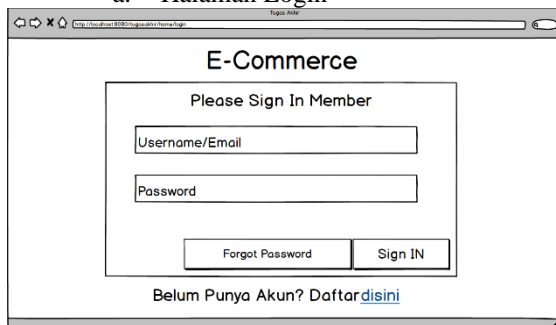 a. Halaman Login
Tugas Akhir
http://localhost:8080/tugasakhir/home/login
E-Commerce
Please Sign In Member
Username/Email
Password
Forgot Password
Sign IN
Belum Punya Akun? Daftar disini